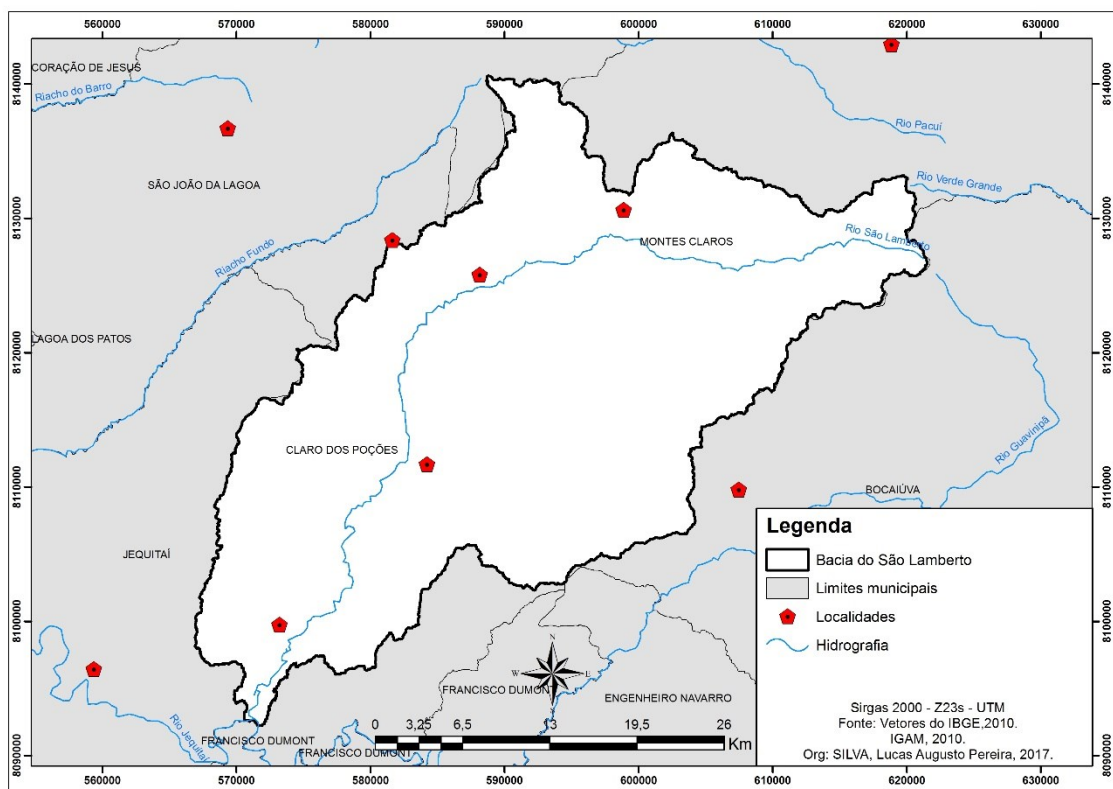 560000 570000 580000 590000 600000 610000 620000 630000
8140000 8140000
CORAÇÃO DE JESUS
Riacho do Barro
Rio Pacuí
SÃO JOÃO DA LAGOA
Rio Verde Grande
8130000 8130000
MONTES CLAROS
Rio São Lamberto
Riacho Fundo
LAGOA DOS PATOS
8120000 8120000
Rio Guavinipã
CLARO DOS POÇÕES
BOCAIÚVA
8110000 8110000
JEQUITAÍ
Legenda
Bacia do São Lamberto
Limites municipais
Localidades
Hidrografia
8100000 8100000
N
W E
FRANCISCO DUMONT
ENGENHEIRO NAVARRO
Rio Jequitaí
FRANCISCO DUMONT
FRANCISCO DUMONT
0 3,25 6,5 13 19,5 26
Km
Sirgas 2000 - Z23s - UTM
Fonte: Vetores do IBGE,2010.
IGAM, 2010.
Org: SILVA, Lucas Augusto Pereira, 2017.
8090000 8090000
560000 570000 580000 590000 600000 610000 620000 630000